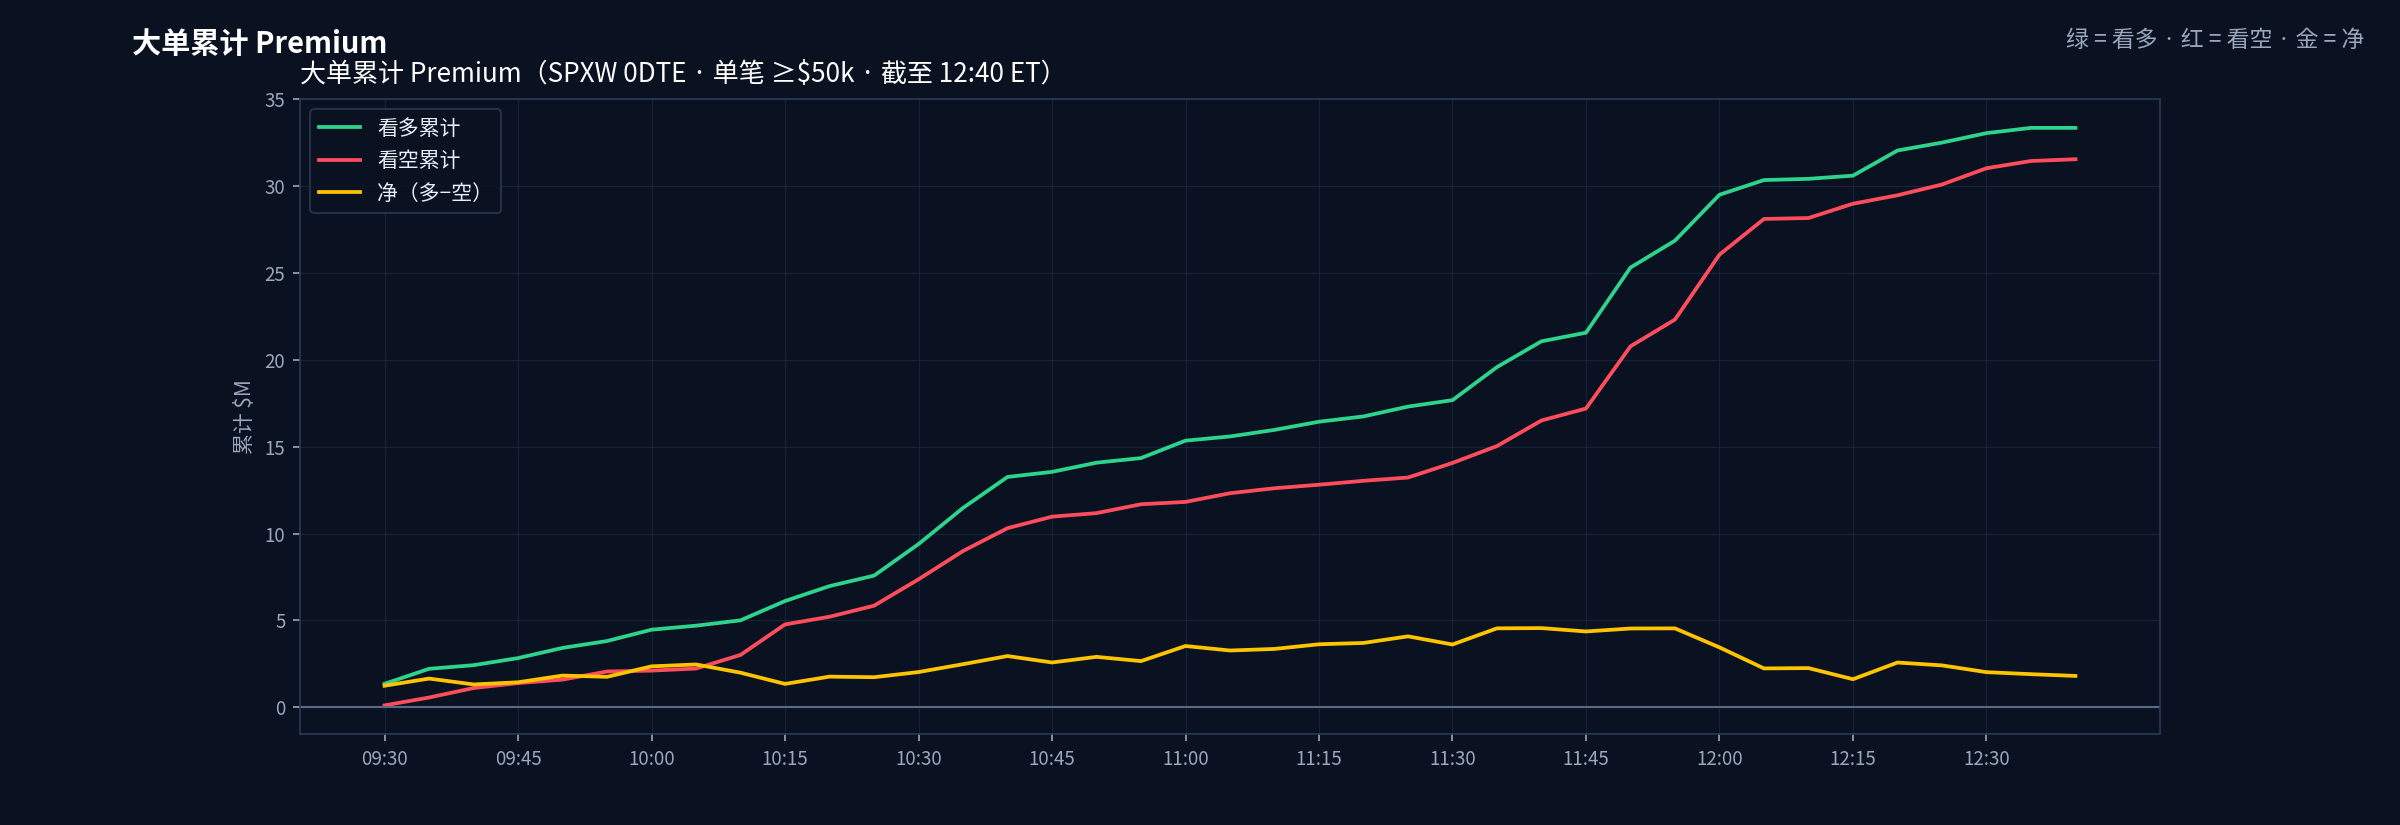 大单累计 Premium
绿 = 看多 · 红 = 看空 · 金 = 净
大单累计 Premium（SPXW 0DTE · 单笔 ≥$50k · 截至 12:40 ET）
看多累计
看空累计
净（多−空）
累计 $M
35
30
25
20
15
10
5
0
09:30 09:45 10:00 10:15 10:30 10:45 11:00 11:15 11:30 11:45 12:00 12:15 12:30